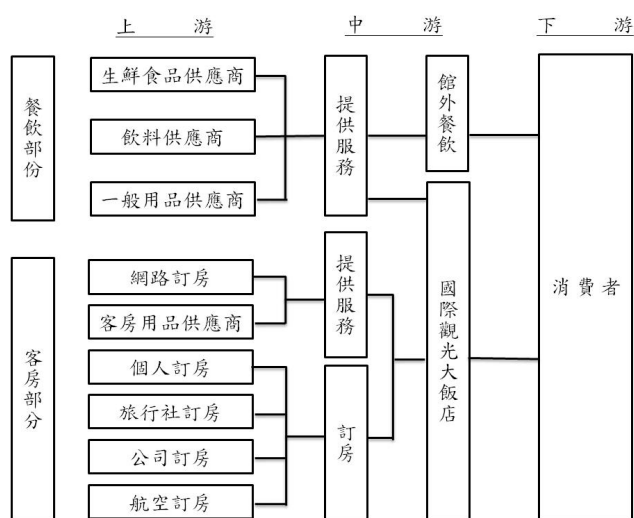 上游
中游
下游
餐飲部份
生鮮食品供應商
飲料供應商
一般用品供應商
提供服務
館外餐飲
客房部分
網路訂房
客房用品供應商
個人訂房
旅行社訂房
公司訂房
航空訂房
提供服務
訂房
國際觀光大飯店
消費者